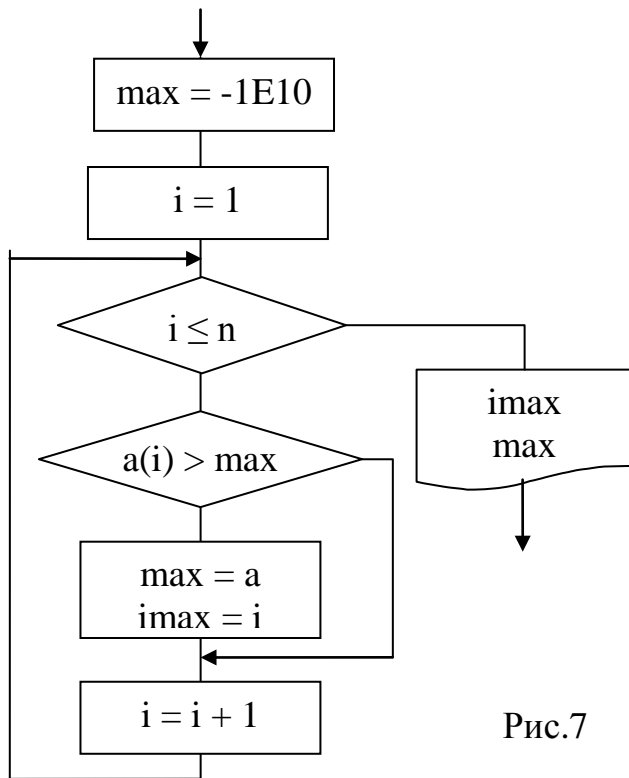 max = -1E10
i = 1
i ≤ n
imax
max
a(i) > max
max = a
imax = i
i = i + 1
Рис.7